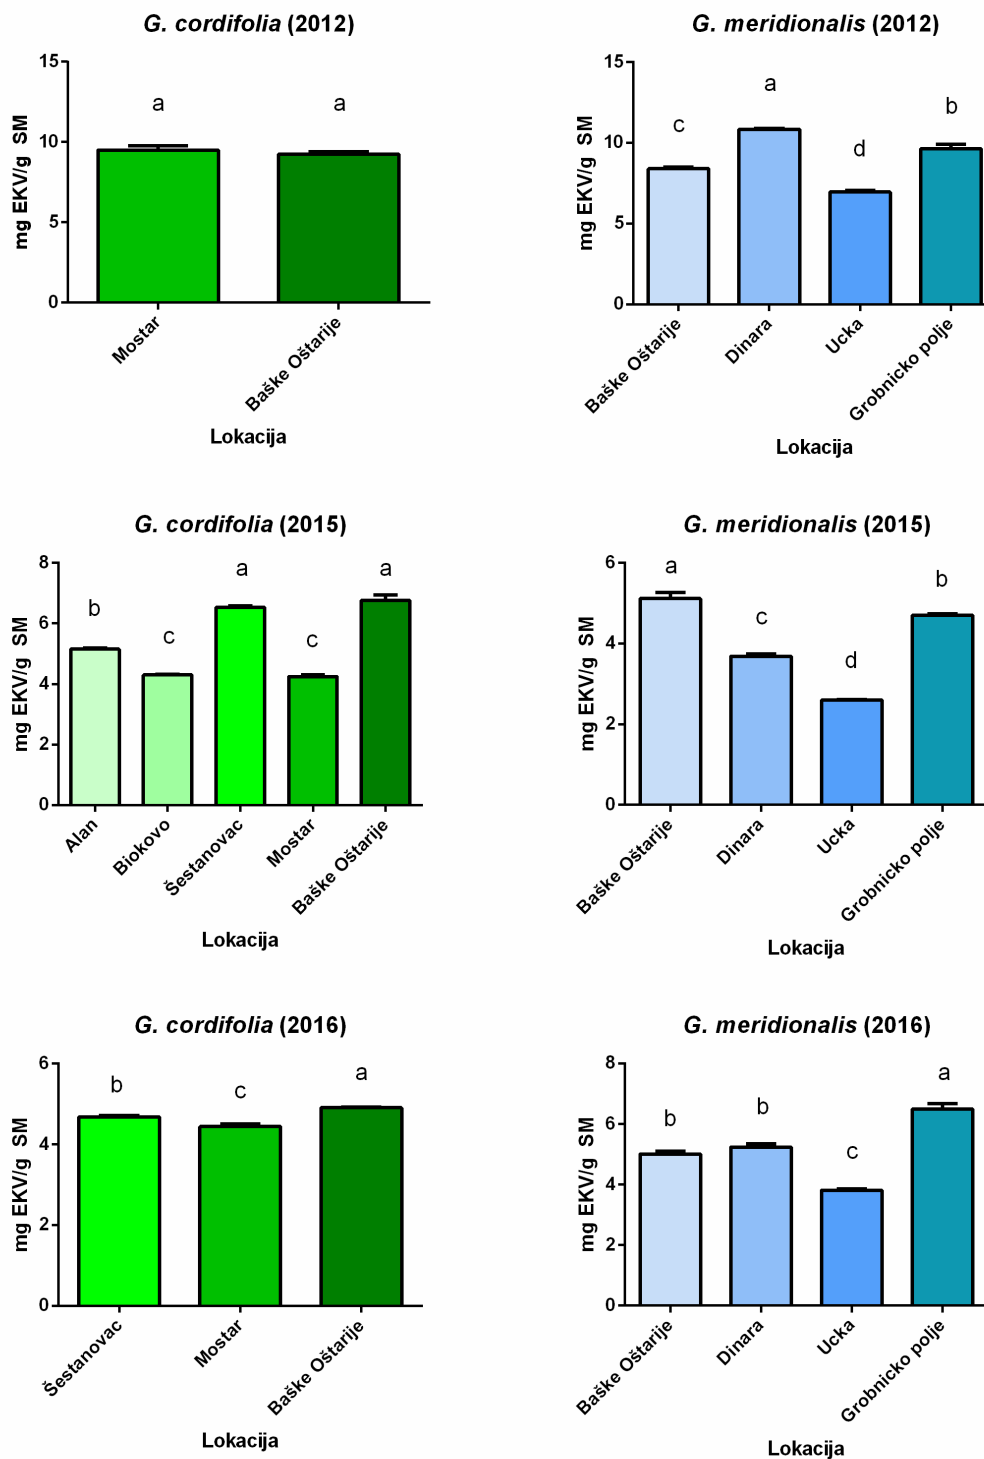 G. cordifolia (2012)
15
10
5
0
mg EKV/g SM
a
a
Mostar
Baške Oštarije
Lokacija
G. meridionalis (2012)
15
10
5
0
mg EKV/g SM
c
a
d
b
Baške Oštarije
Dinara
Ucka
Grobnicko polje
Lokacija
G. cordifolia (2015)
8
6
4
2
0
mg EKV/g SM
b
c
a
c
a
Alan
Biokovo
Šestanovac
Mostar
Baške Oštarije
Lokacija
G. meridionalis (2015)
6
4
2
0
mg EKV/g SM
a
c
d
b
Baške Oštarije
Dinara
Ucka
Grobnicko polje
Lokacija
G. cordifolia (2016)
6
4
2
0
mg EKV/g SM
b
c
a
Šestanovac
Mostar
Baške Oštarije
Lokacija
G. meridionalis (2016)
8
6
4
2
0
mg EKV/g SM
b
b
c
a
Baške Oštarije
Dinara
Ucka
Grobnicko polje
Lokacija